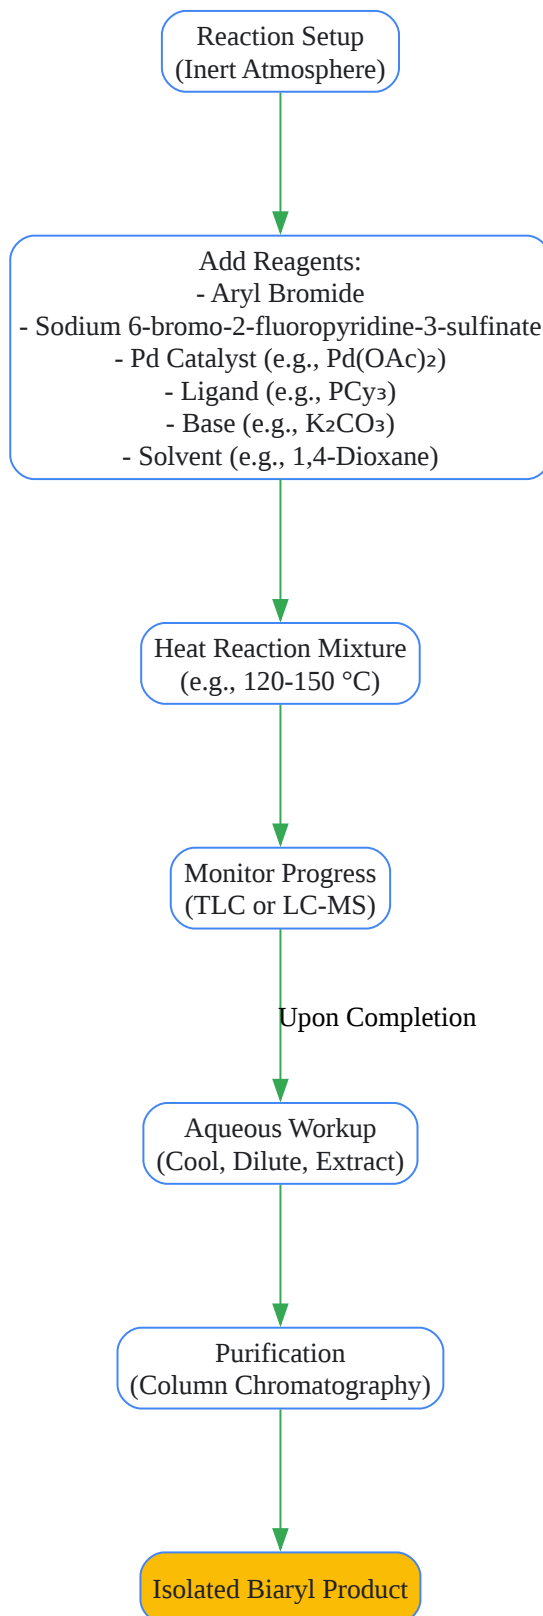 Reaction Setup
(Inert Atmosphere)
Add Reagents:
- Aryl Bromide
- Sodium 6-bromo-2-fluoropyridine-3-sulfinate
- Pd Catalyst (e.g., Pd(OAc)₂)
- Ligand (e.g., PCy₃)
- Base (e.g., K₂CO₃)
- Solvent (e.g., 1,4-Dioxane)
Heat Reaction Mixture
(e.g., 120-150 °C)
Monitor Progress
(TLC or LC-MS)
Upon Completion
Aqueous Workup
(Cool, Dilute, Extract)
Purification
(Column Chromatography)
Isolated Biaryl Product